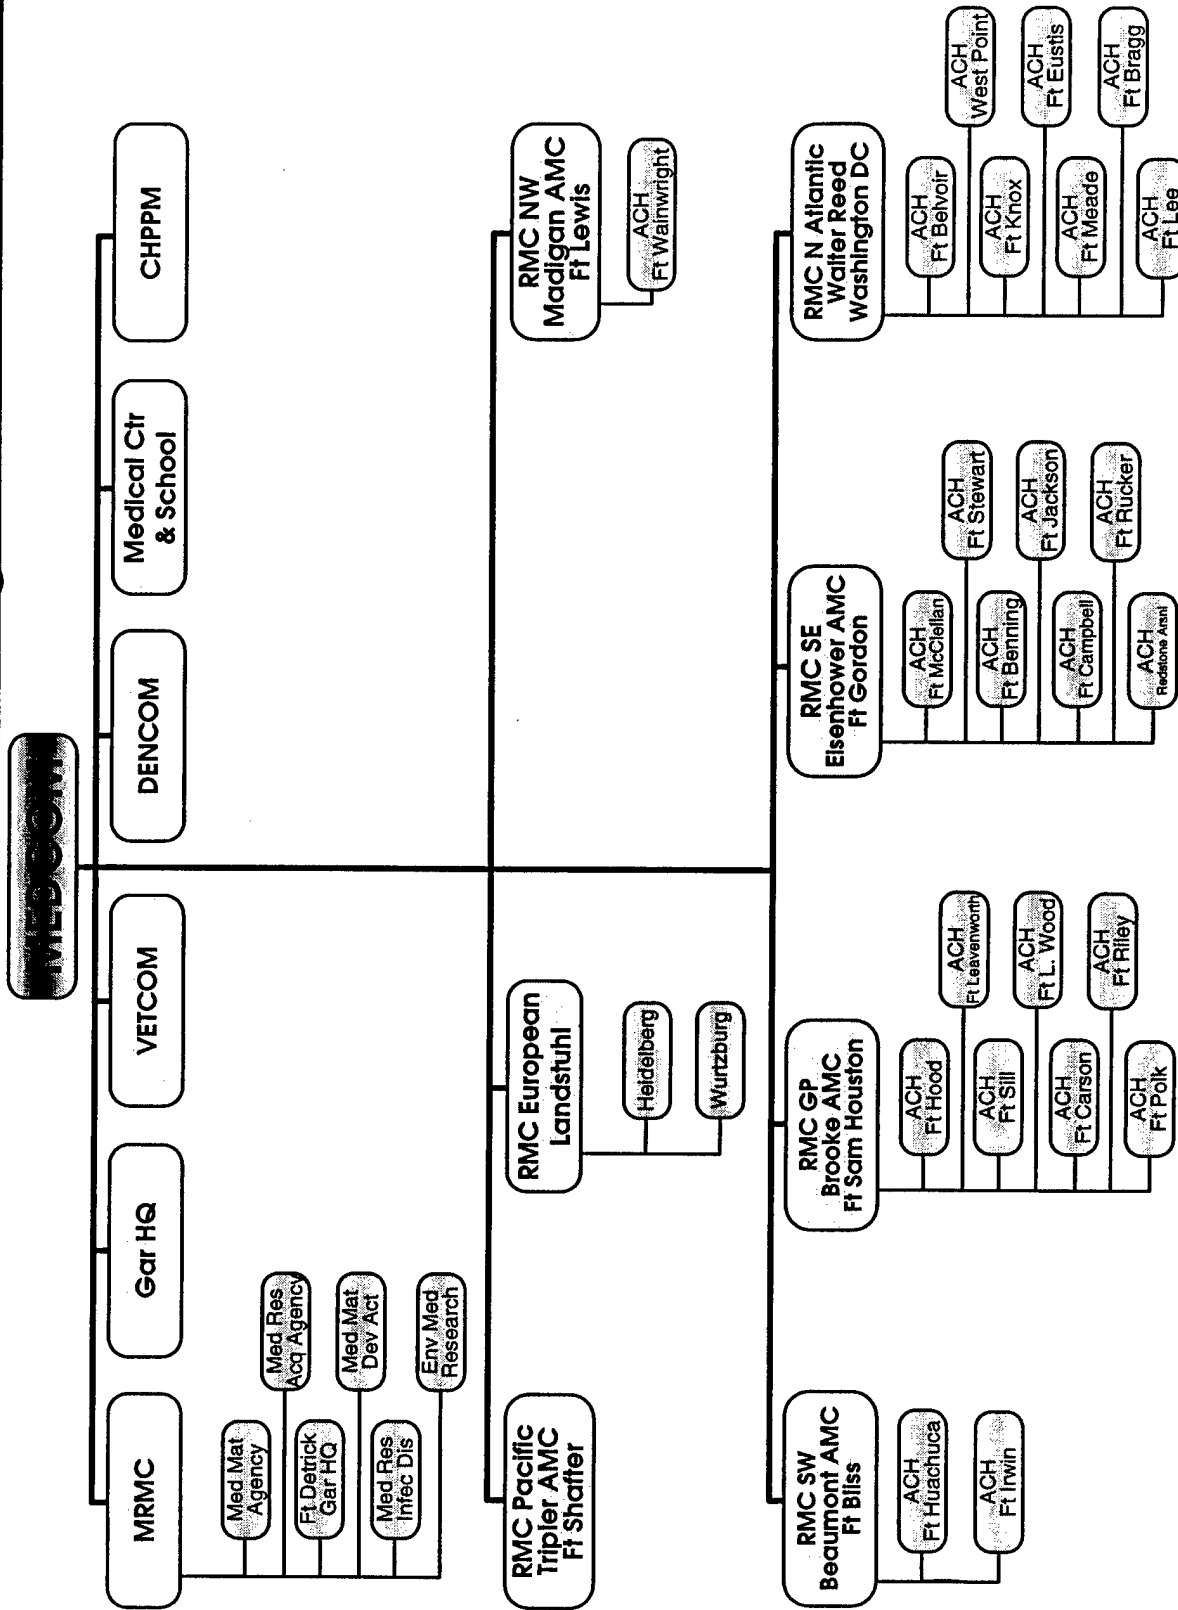 MEDCOM
MRMC
Gar HQ
VETCOM
DENCOM
Medical Ctr
& School
CHPPM
Med Mat
Agency
Med Res
Acq Agency
Ft Detrick
Gar HQ
Med Mat
Dev Act
Med Res
Infec Dis
Env Med
Research
RMC Pacific
Tripler AMC
Ft Shafter
RMC European
Landstuhl
Heidelberg
Wurtzburg
RMC NW
Madigan AMC
Ft Lewis
ACH
Ft Wainwright
RMC SW
Beaumont AMC
Ft Bliss
ACH
Ft Huachuca
ACH
Ft Irwin
RMC GP
Brooke AMC
Ft Sam Houston
ACH
Ft Hood
ACH
Ft Leavenworth
ACH
Ft Sill
ACH
Ft L. Wood
ACH
Ft Carson
ACH
Ft Riley
ACH
Ft Polk
RMC SE
Eisenhower AMC
Ft Gordon
ACH
Ft McClellan
ACH
Ft Stewart
ACH
Ft Benning
ACH
Ft Jackson
ACH
Ft Campbell
ACH
Ft Rucker
ACH
Redstone Arsnl
RMC N Atlantic
Walter Reed
Washington DC
ACH
Ft Belvoir
ACH
West Point
ACH
Ft Knox
ACH
Ft Eustis
ACH
Ft Meade
ACH
Ft Bragg
ACH
Ft Lee